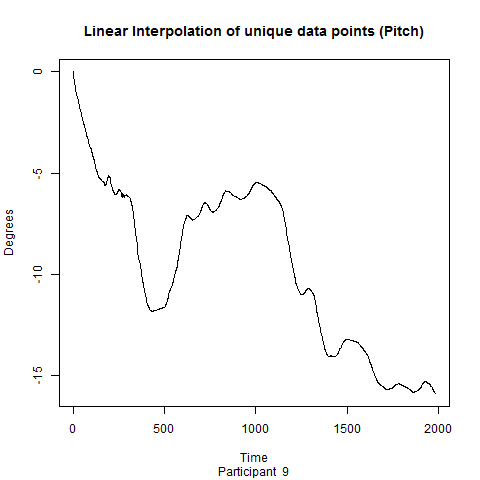 Linear Interpolation of unique data points (Pitch)
0
-5
-10
-15
Degrees
0 500 1000 1500 2000
Time
Participant 9